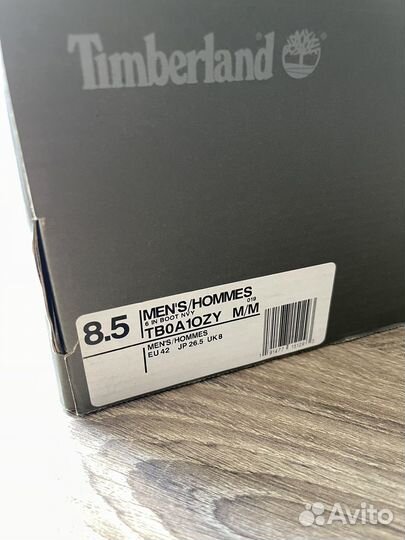 Timberland
8.5
MEN'S/HOMMES 019
6 IN BOOT NVY
TB0A1OZY M/M
MEN'S/HOMMES
EU 42 JP 26.5 UK 8
Avito